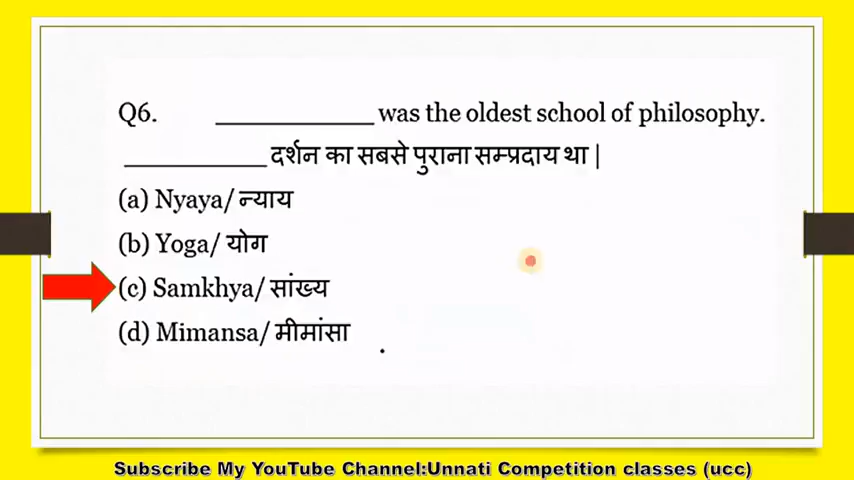 Q6. ____________ was the oldest school of philosophy.
___________ दर्शन का सबसे पुराना सम्प्रदाय था |
(a) Nyaya/ न्याय
(b) Yoga/ योग
(c) Samkhya/ सांख्य
(d) Mimansa/ मीमांसा
Subscribe My YouTube Channel:Unnati Competition classes (ucc)